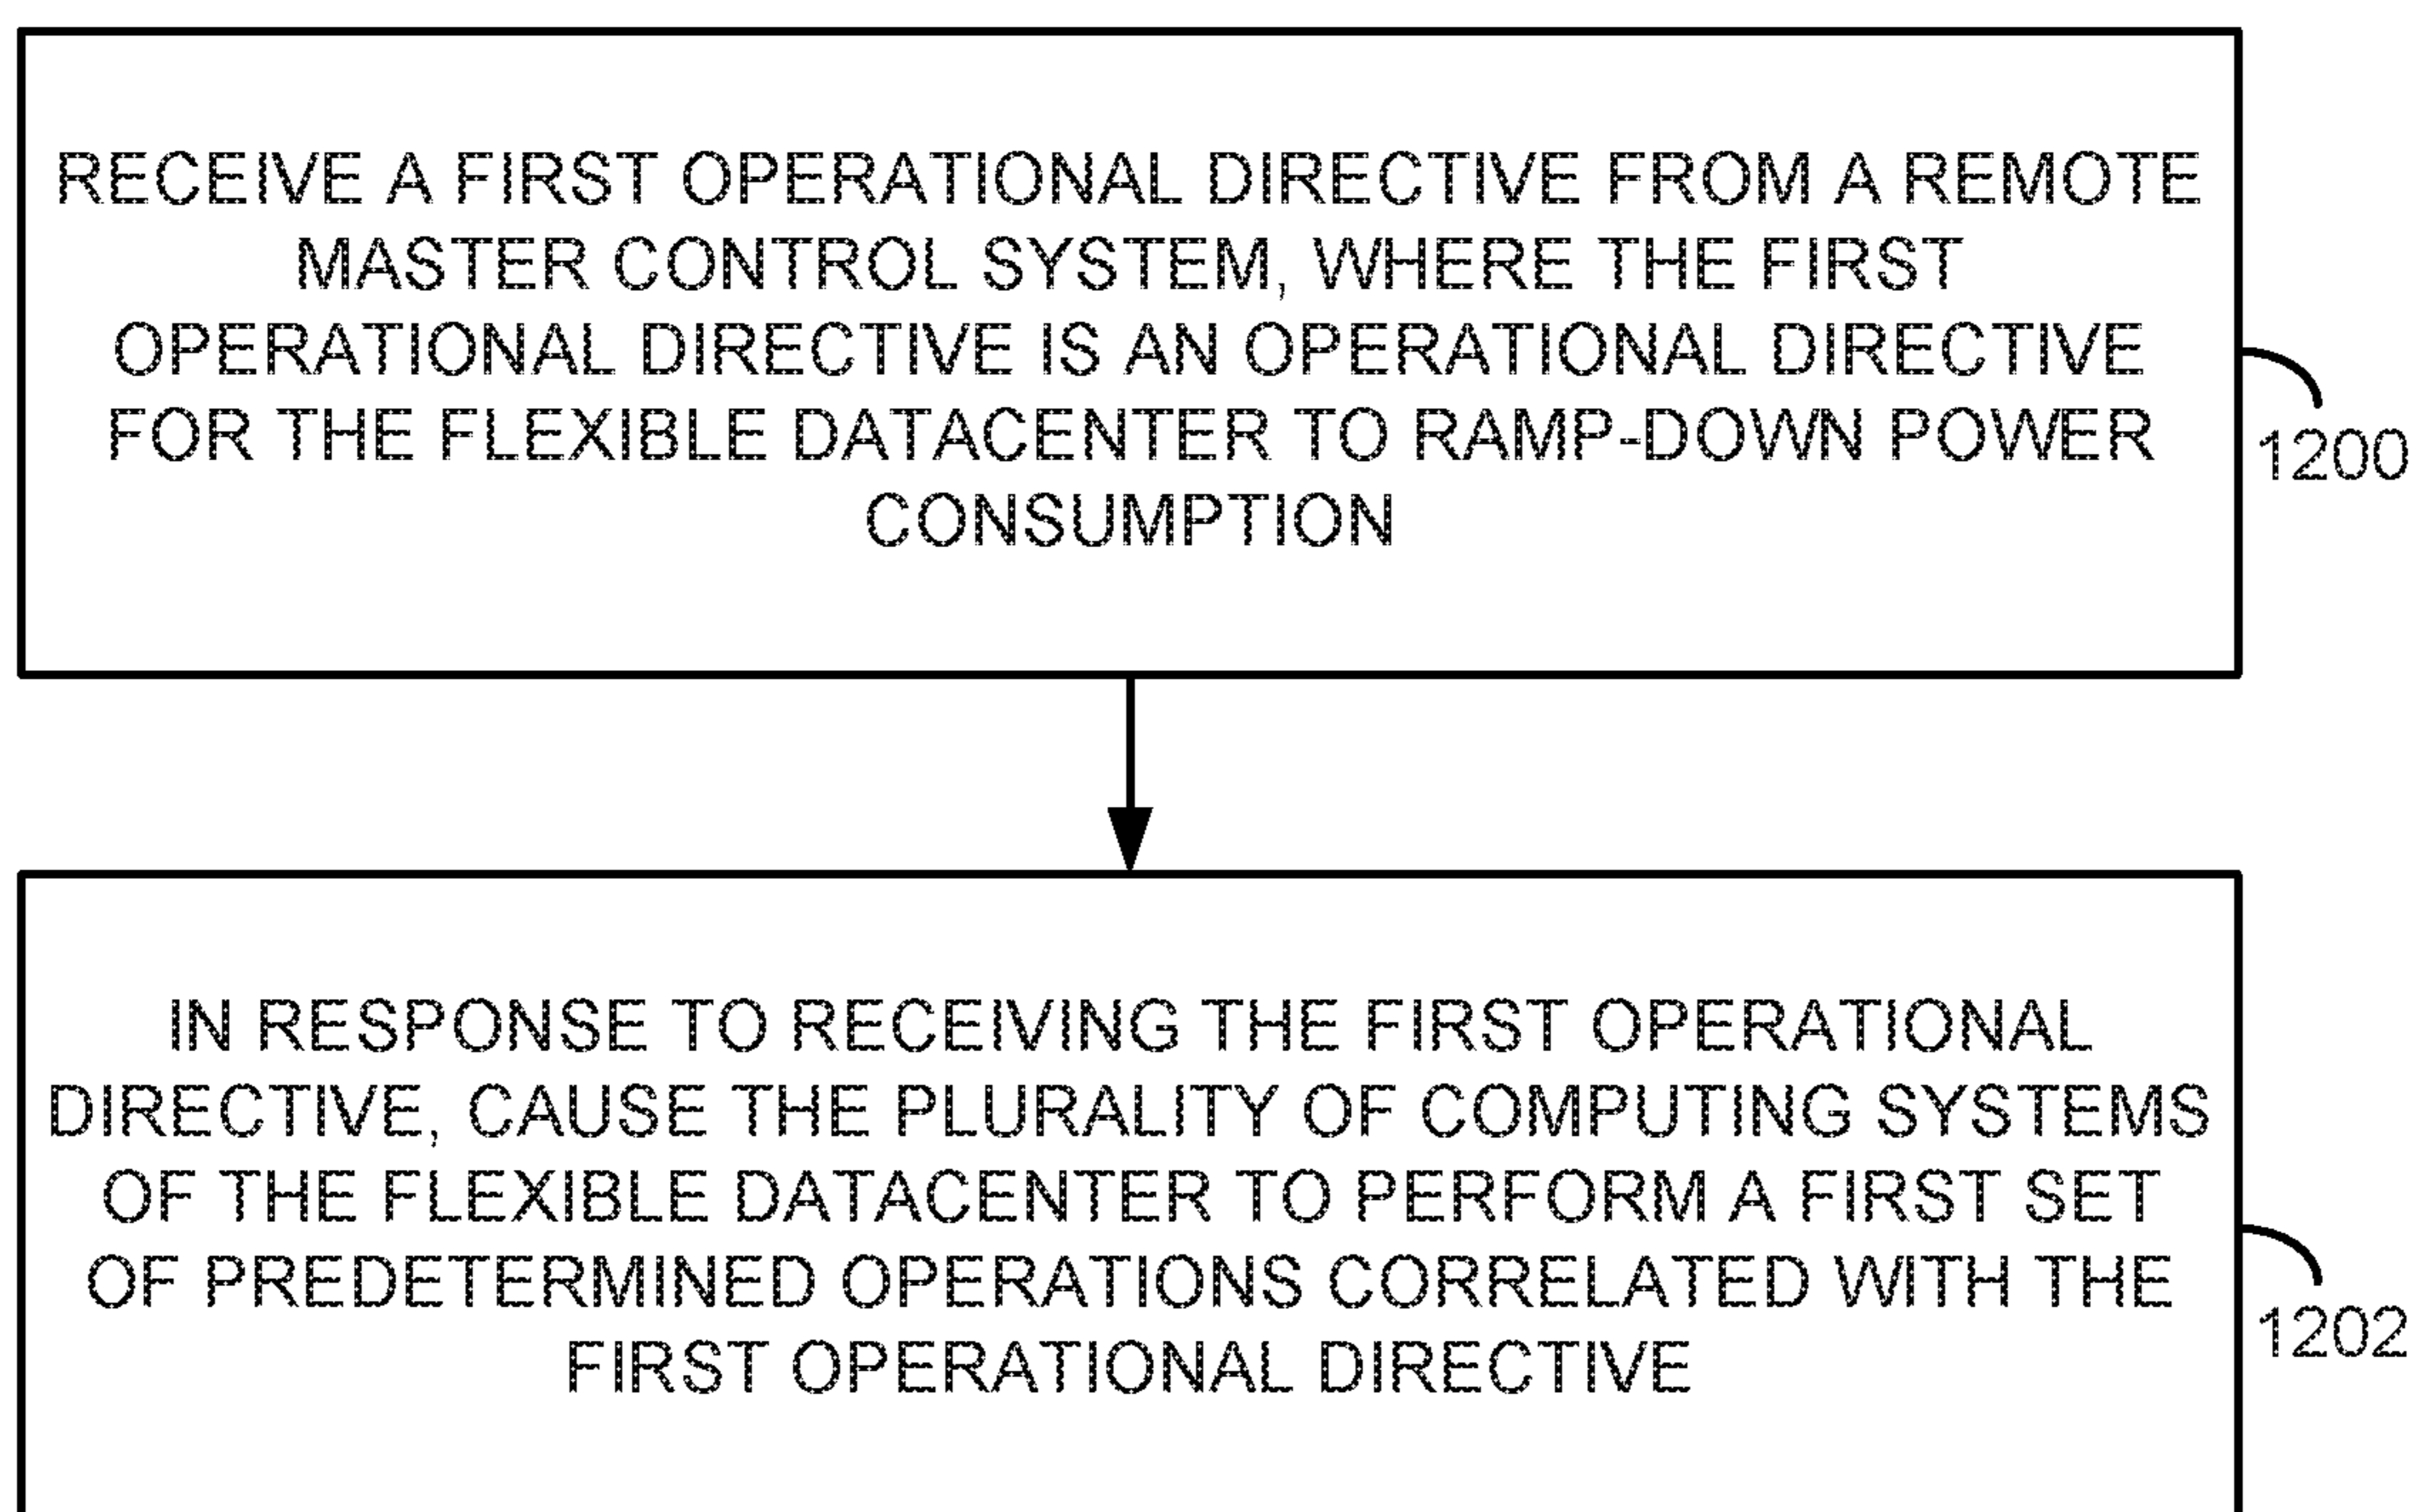 RECEIVE A FIRST OPERATIONAL DIRECTIVE FROM A REMOTE
MASTER CONTROL SYSTEM, WHERE THE FIRST
OPERATIONAL DIRECTIVE IS AN OPERATIONAL DIRECTIVE
FOR THE FLEXIBLE DATACENTER TO RAMP-DOWN POWER
CONSUMPTION
1200
IN RESPONSE TO RECEIVING THE FIRST OPERATIONAL
DIRECTIVE, CAUSE THE PLURALITY OF COMPUTING SYSTEMS
OF THE FLEXIBLE DATACENTER TO PERFORM A FIRST SET
OF PREDETERMINED OPERATIONS CORRELATED WITH THE
FIRST OPERATIONAL DIRECTIVE
1202